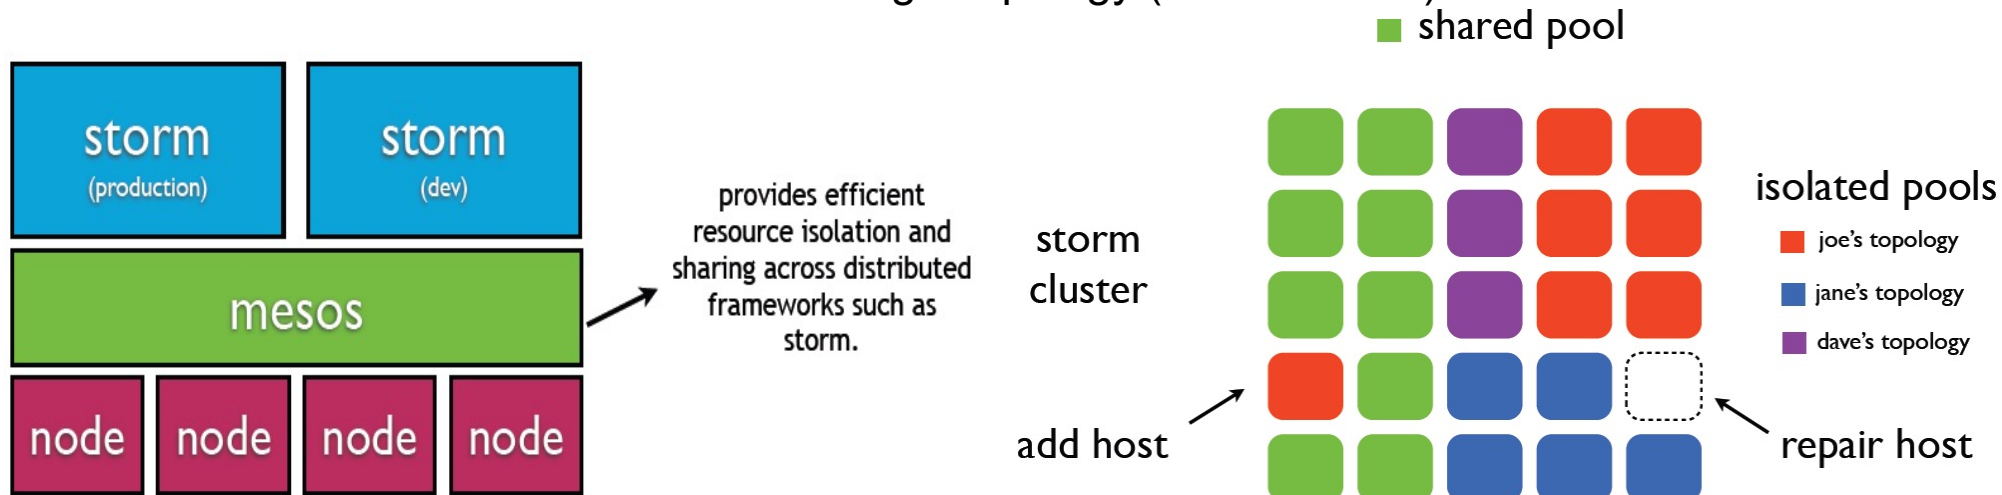 shared pool
storm
(production)
storm
(dev)
mesos
node
node
node
node
provides efficient
resource isolation and
sharing across distributed
frameworks such as
storm.
storm
cluster
add host
isolated pools
joe's topology
jane's topology
dave's topology
repair host